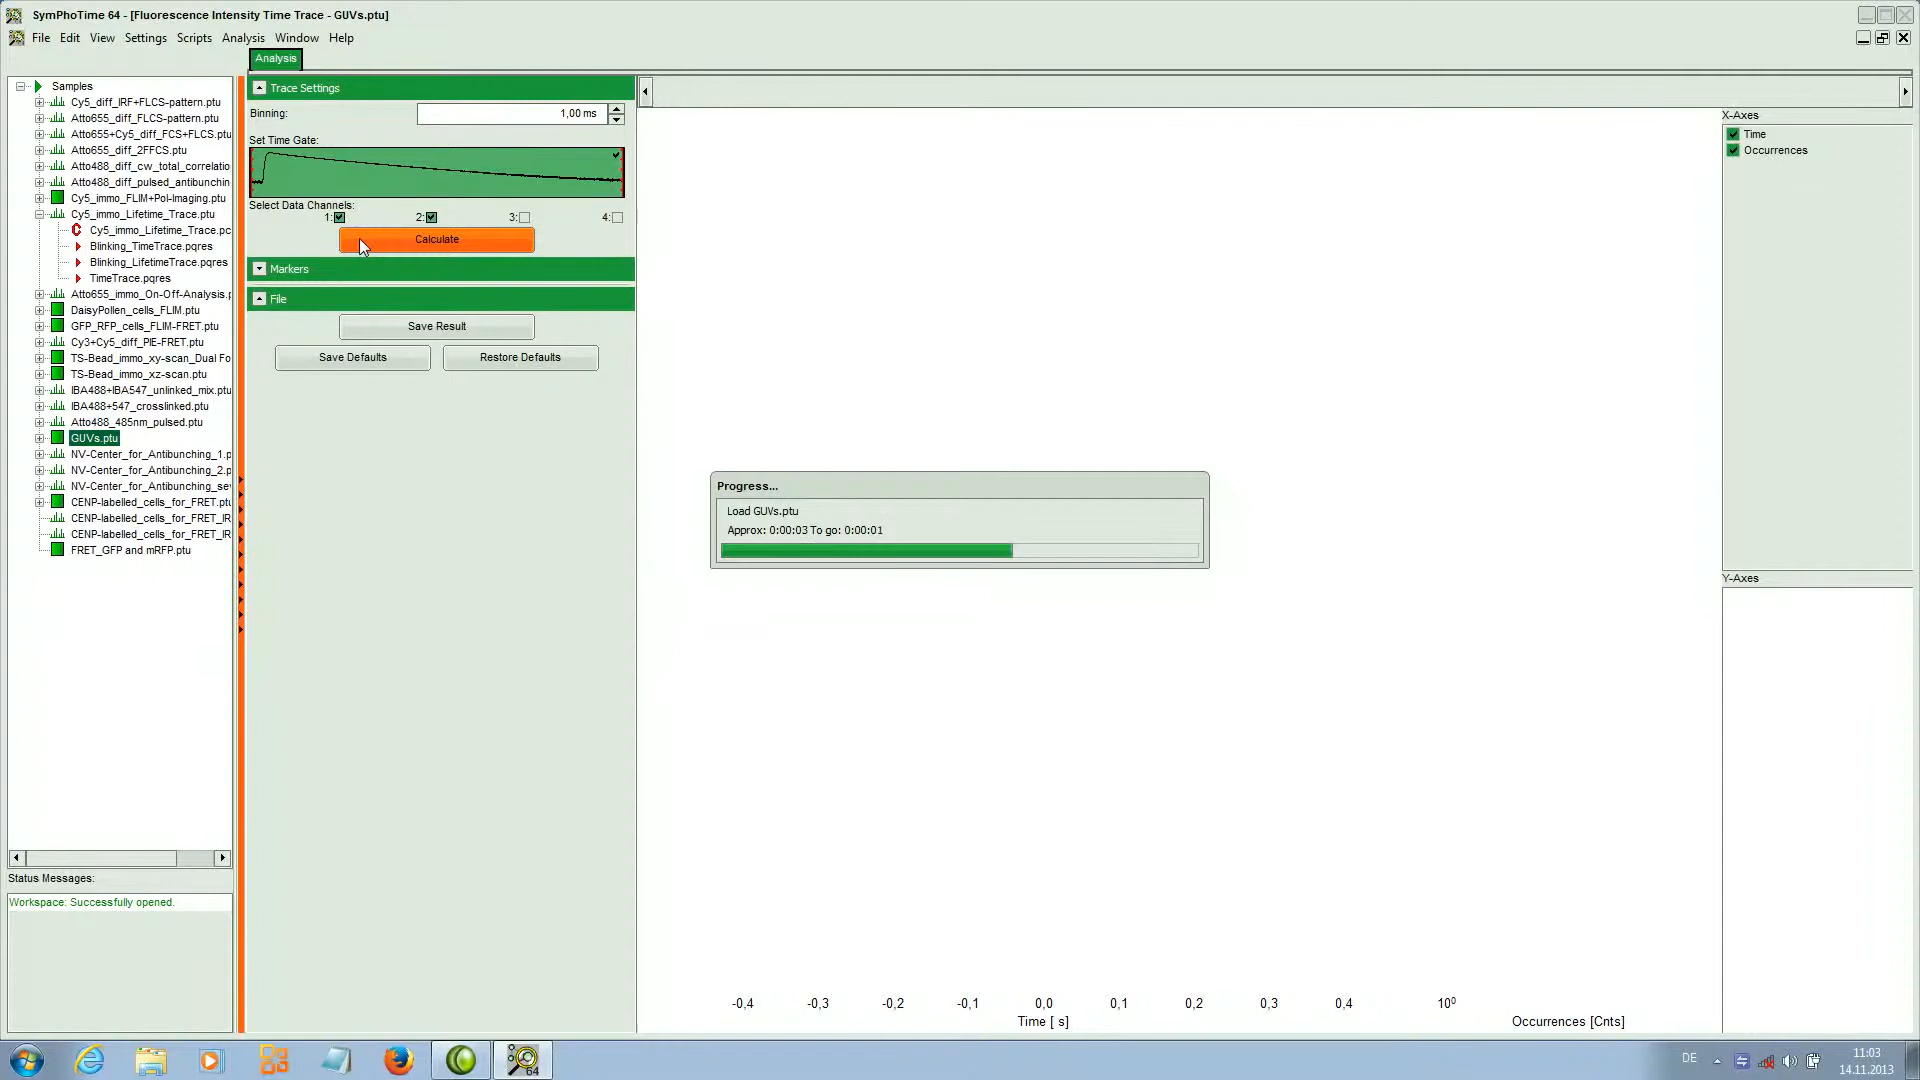 SymPhoTime 64 - [Fluorescence Intensity Time Trace - GUVs.ptu]
File Edit View Settings Scripts Analysis Window Help
Analysis
Samples
Cy5_diff_IRF+FLCS-pattern.ptu
Atto655_diff_FLCS-pattern.ptu
Atto655+Cy5_diff_FCS+FLCS.ptu
Atto655_diff_2FFCS.ptu
Atto488_diff_cw_total_correlatio
Atto488_diff_pulsed_antibunchin
Cy5_immo_FLIM+Pol-Imaging.ptu
Cy5_immo_Lifetime_Trace.ptu
Cy5_immo_Lifetime_Trace.pc
Blinking_TimeTrace.pqres
Blinking_LifetimeTrace.pqres
TimeTrace.pqres
Atto655_immo_On-Off-Analysis.p
DaisyPollen_cells_FLIM.ptu
GFP_RFP_cells_FLIM-FRET.ptu
Cy3+Cy5_diff_PIE-FRET.ptu
TS-Bead_immo_xy-scan_Dual Fo
TS-Bead_immo_xz-scan.ptu
IBA488+IBA547_unlinked_mix.ptu
IBA488+547_crosslinked.ptu
Atto488_485nm_pulsed.ptu
GUVs.ptu
NV-Center_for_Antibunching_1.p
NV-Center_for_Antibunching_2.p
NV-Center_for_Antibunching_se
CENP-labelled_cells_for_FRET.ptu
CENP-labelled_cells_for_FRET_IR
CENP-labelled_cells_for_FRET_IR
FRET_GFP and mRFP.ptu
Status Messages:
Workspace: Successfully opened.
Trace Settings
Binning: 1,00 ms
Set Time Gate:
Select Data Channels:
1: 2: 3: 4:
Calculate
Markers
File
Save Result
Save Defaults Restore Defaults
Progress...
Load GUVs.ptu
Approx: 0:00:03 To go: 0:00:01
-0,4 -0,3 -0,2 -0,1 0,0 0,1 0,2 0,3 0,4 10⁰
Time [ s] Occurrences [Cnts]
X-Axes
Time
Occurrences
Y-Axes
64
DE
11:03
14.11.2013